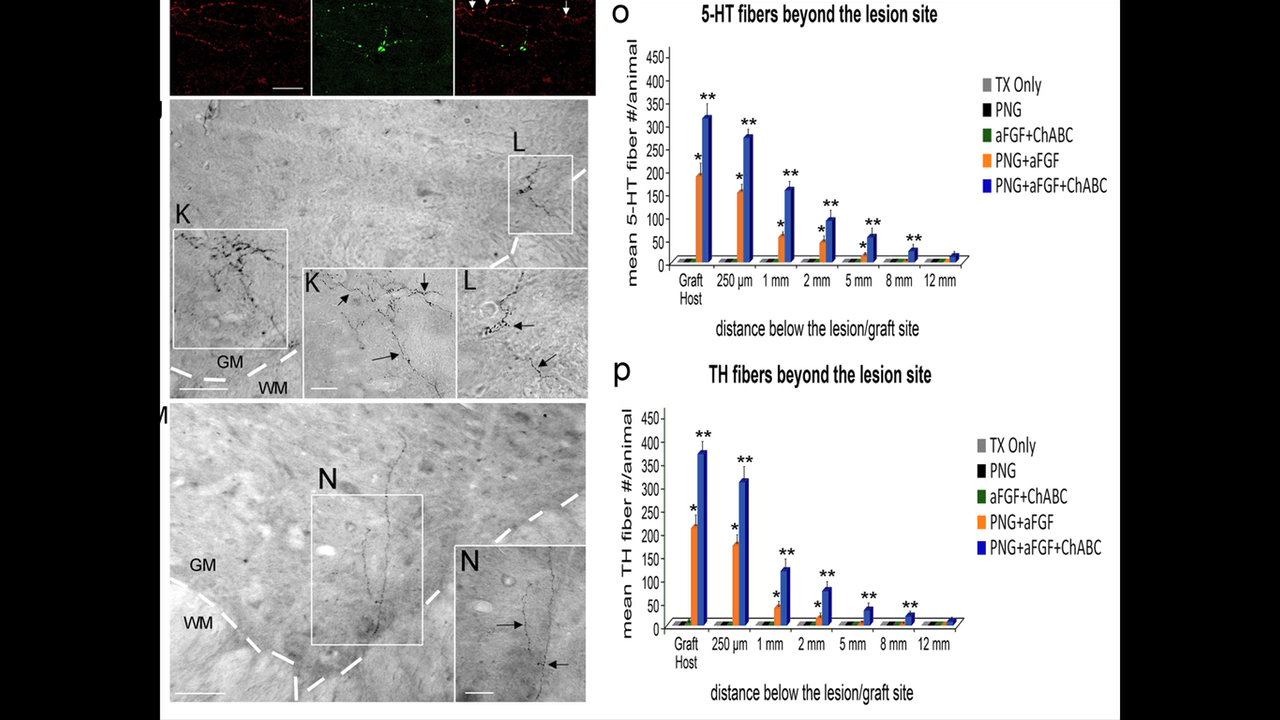 L
K
K
L
GM
WM
N
GM
WM
N
o
5-HT fibers beyond the lesion site
mean 5-HT fiber #/animal
450
400
350
300
250
200
150
100
50
0
* ** * ** * ** * ** * ** **
Graft Host 250 µm 1 mm 2 mm 5 mm 8 mm 12 mm
distance below the lesion/graft site
TX Only
PNG
aFGF+ChABC
PNG+aFGF
PNG+aFGF+ChABC
p
TH fibers beyond the lesion site
mean TH fiber #/animal
450
400
350
300
250
200
150
100
50
0
* ** * ** * ** * ** ** **
Graft Host 250 µm 1 mm 2 mm 5 mm 8 mm 12 mm
distance below the lesion/graft site
TX Only
PNG
aFGF+ChABC
PNG+aFGF
PNG+aFGF+ChABC